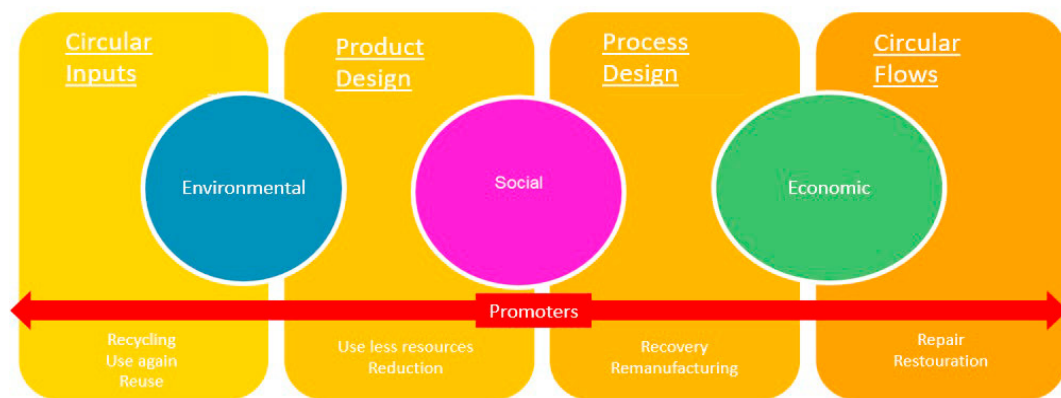 Circular
Inputs
Product
Design
Process
Design
Circular
Flows
Environmental
Social
Economic
Promoters
Recycling
Use again
Reuse
Use less resources
Reduction
Recovery
Remanufacturing
Repair
Restouration